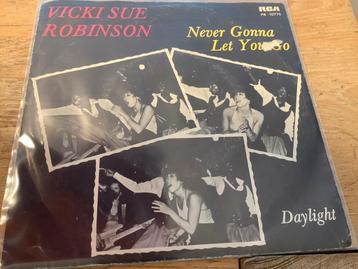 VICKI SUE
ROBINSON
RCA
Never Gonna
Let You Go
Daylight